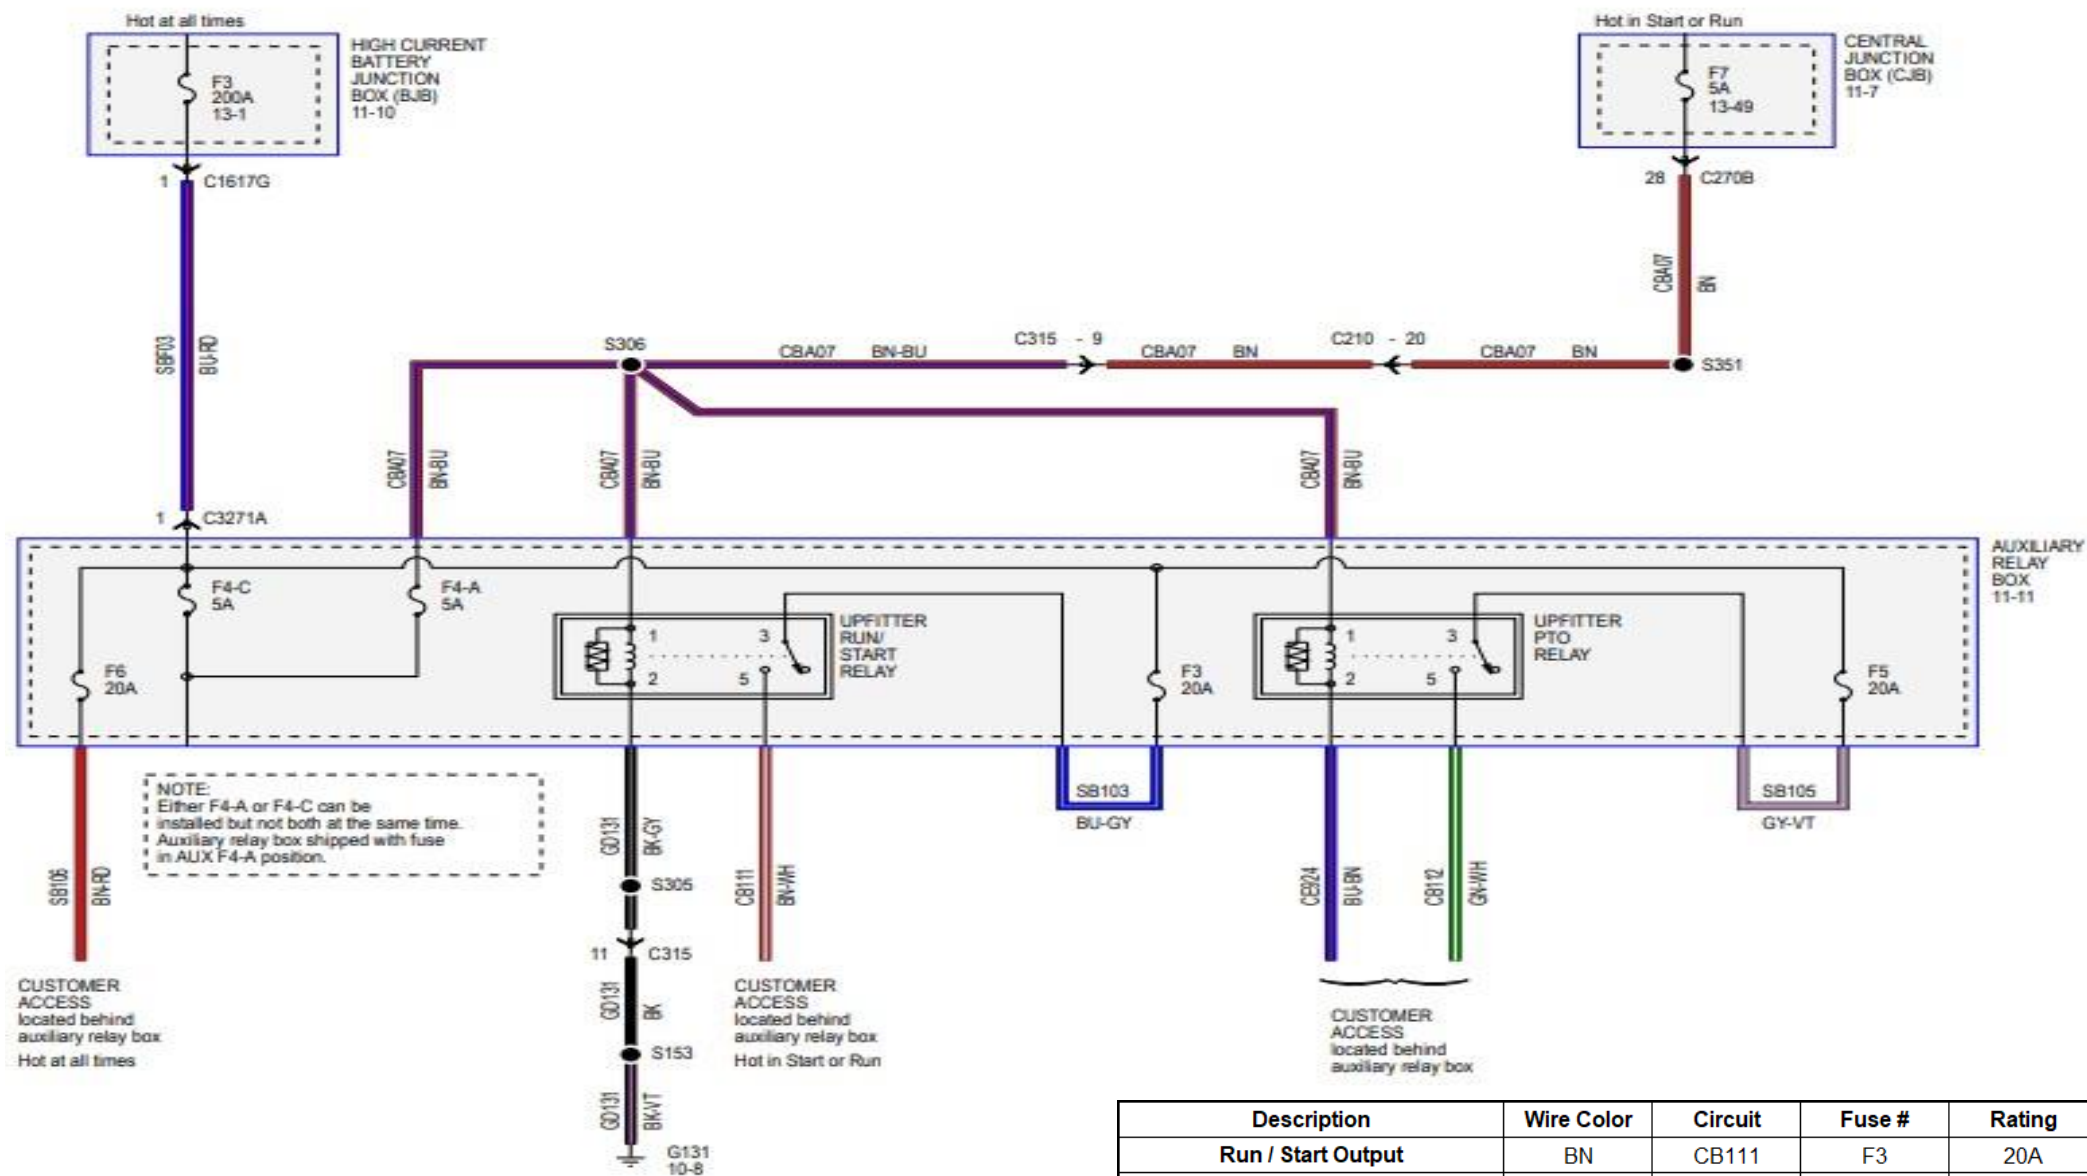 Hot at all times
F3
200A
13-1
HIGH CURRENT
BATTERY
JUNCTION
BOX (BJB)
11-10
1 C1617G
SBF03 BU-RD
1 C3271A
Hot in Start or Run
F7
5A
13-49
CENTRAL
JUNCTION
BOX (CJB)
11-7
28 C270B
CBA07 BN
S306
CBA07 BN-BU
C315 - 9
CBA07 BN
C210 - 20
CBA07 BN
S351
CBA07 BN-BU
CBA07 BN-BU
CBA07 BN-BU
AUXILIARY
RELAY
BOX
11-11
F4-C
5A
F4-A
5A
F6
20A
1
2
3
5
UPFITTER
RUN/
START
RELAY
F3
20A
1
2
3
5
UPFITTER
PTO
RELAY
F5
20A
NOTE:
Either F4-A or F4-C can be
installed but not both at the same time.
Auxiliary relay box shipped with fuse
in AUX F4-A position.
SB106 BN-RD
CUSTOMER
ACCESS
located behind
auxiliary relay box
Hot at all times
GD131 BK-GY
S305
11 C315
GD131 BK
S153
GD131 BK-VT
G131
10-8
CB111 BN-WH
CUSTOMER
ACCESS
located behind
auxiliary relay box
Hot in Start or Run
SB103
BU-GY
CE924 BU-BN
CB112 GN-WH
CUSTOMER
ACCESS
located behind
auxiliary relay box
SB105
GY-VT
Description Wire Color Circuit Fuse # Rating
Run / Start Output BN CB111 F3 20A